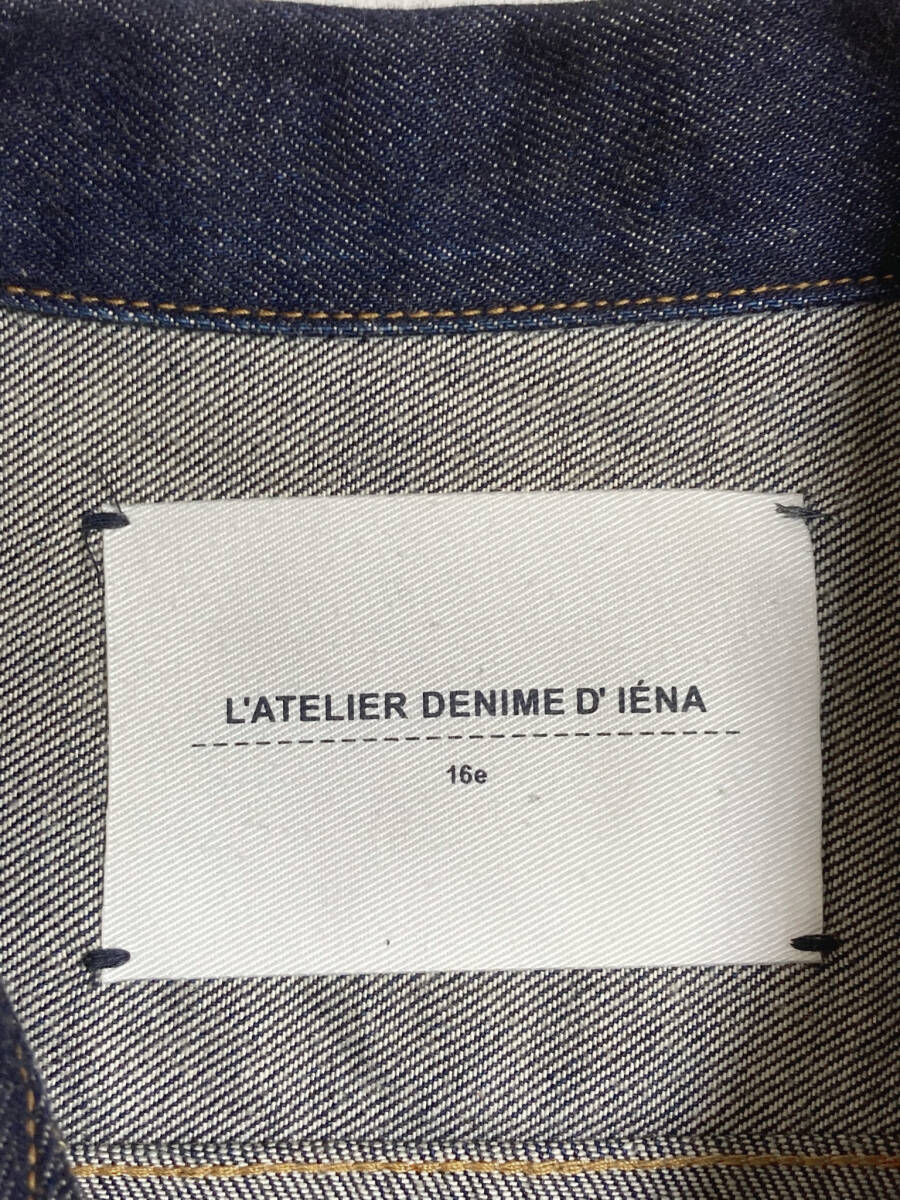 L'ATELIER DENIME D' IÉNA
16e